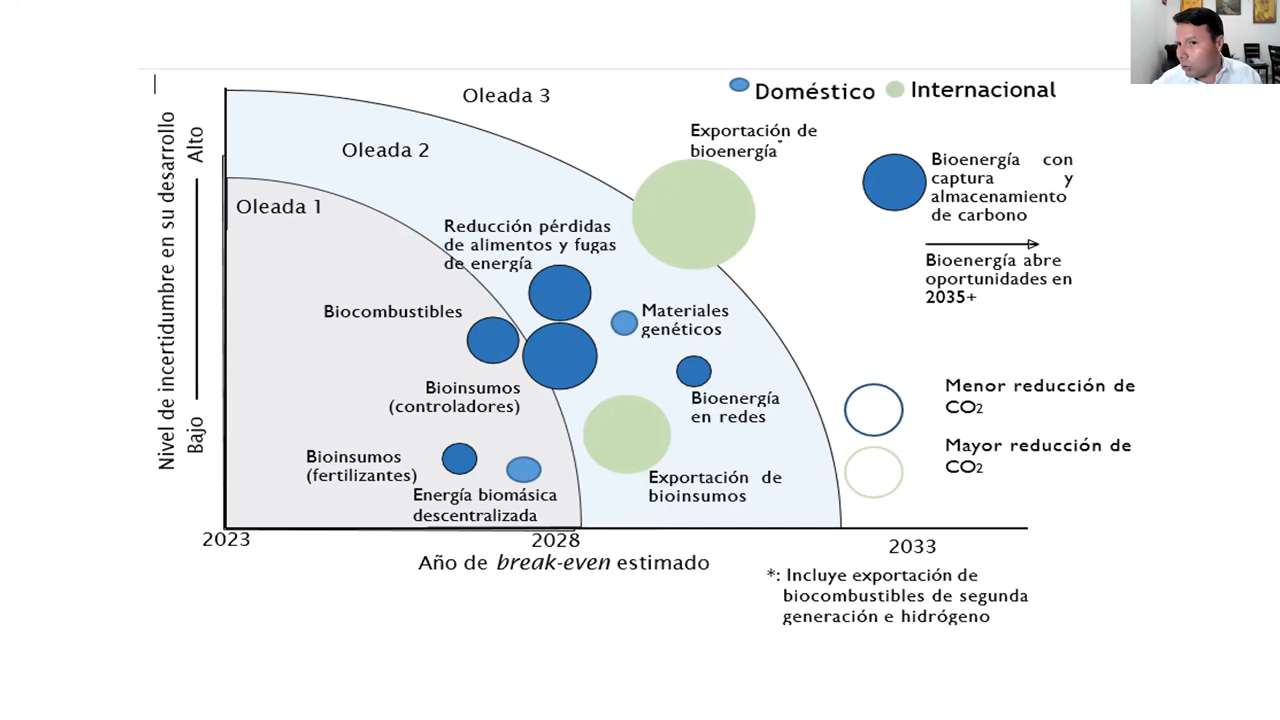 Doméstico
Internacional
Oleada 3
Oleada 2
Oleada 1
Nivel de incertidumbre en su desarrollo
Alto
Bajo
Exportación de
bioenergía*
Bioenergía con
captura y
almacenamiento
de carbono
Bioenergía abre
oportunidades en
2035+
Reducción pérdidas
de alimentos y fugas
de energía
Biocombustibles
Materiales
genéticos
Bioinsumos
(controladores)
Bioenergía
en redes
Menor reducción de
CO2
Mayor reducción de
CO2
Bioinsumos
(fertilizantes)
Energía biomásica
descentralizada
Exportación de
bioinsumos
2023
2028
2033
Año de break-even estimado
*: Incluye exportación de
biocombustibles de segunda
generación e hidrógeno